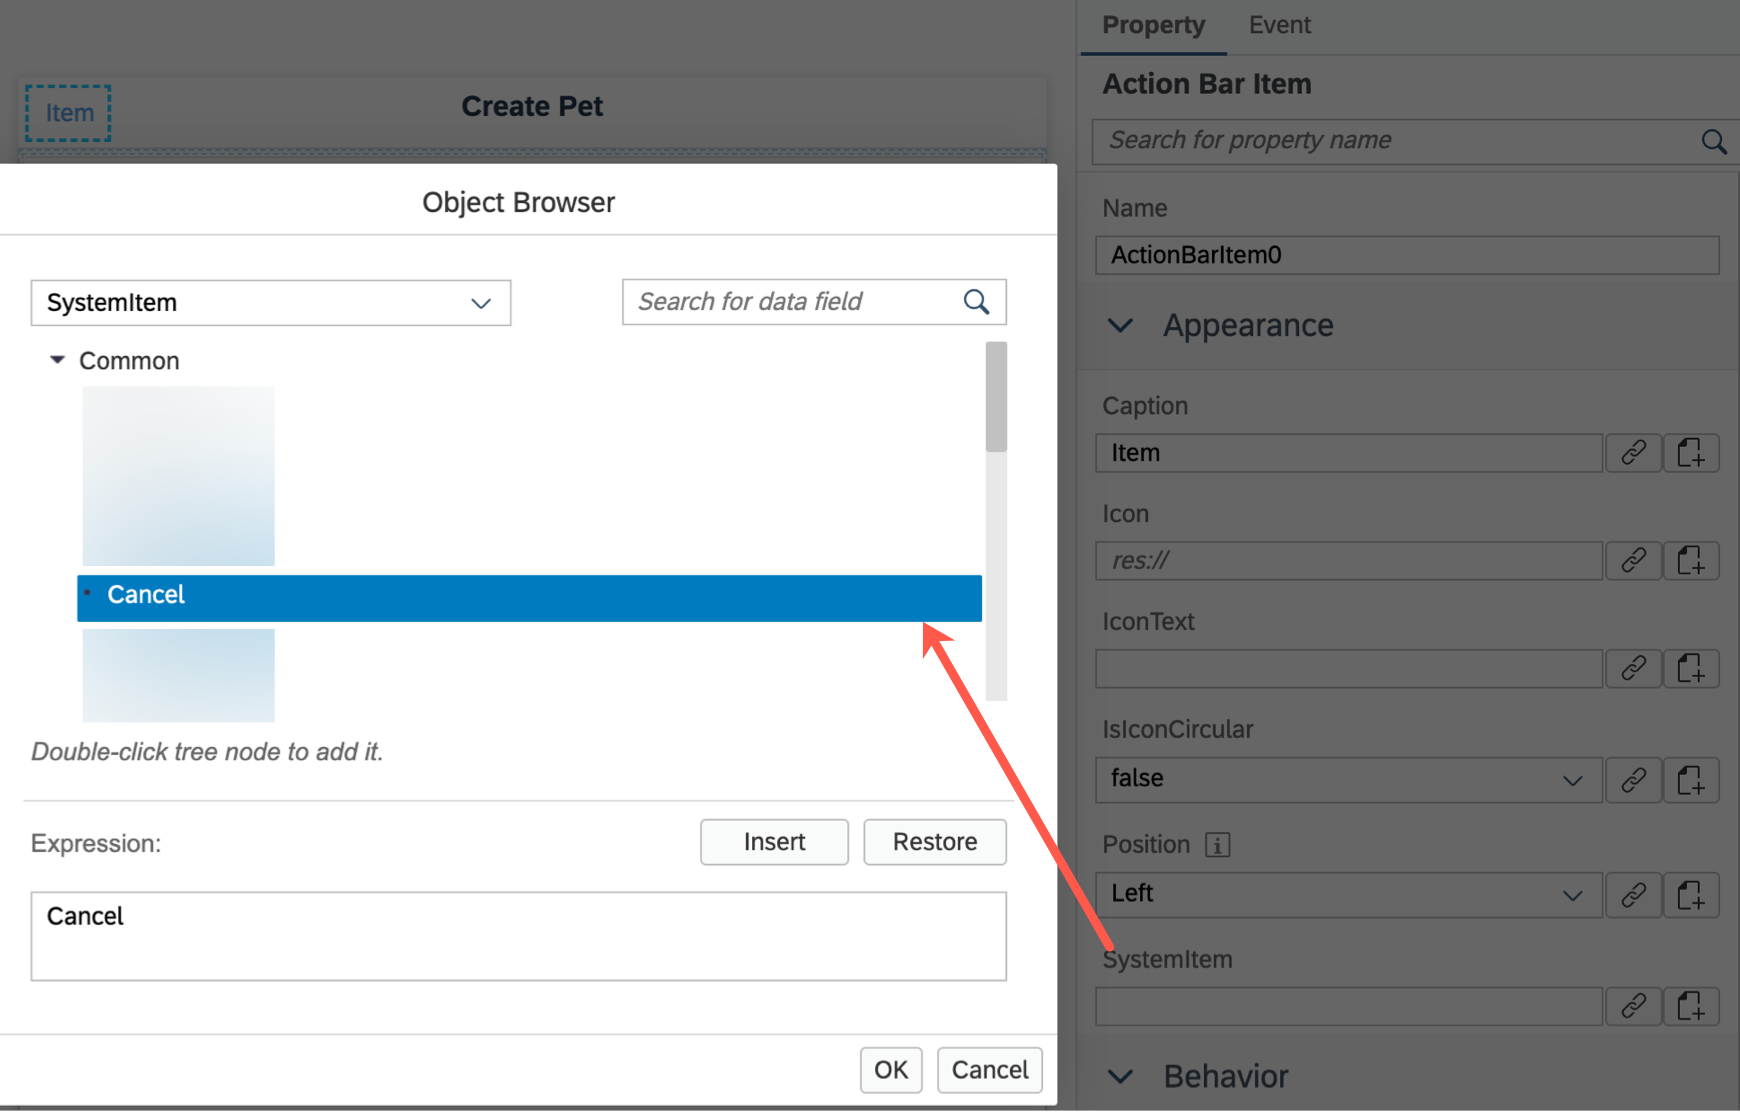 Item
Create Pet
Object Browser
SystemItem
Search for data field
Common
Cancel
Double-click tree node to add it.
Expression:
Insert
Restore
Cancel
OK
Cancel
Property
Event
Action Bar Item
Search for property name
Name
ActionBarItem0
Appearance
Caption
Item
Icon
res://
IconText
IsIconCircular
false
Position
Left
SystemItem
Behavior